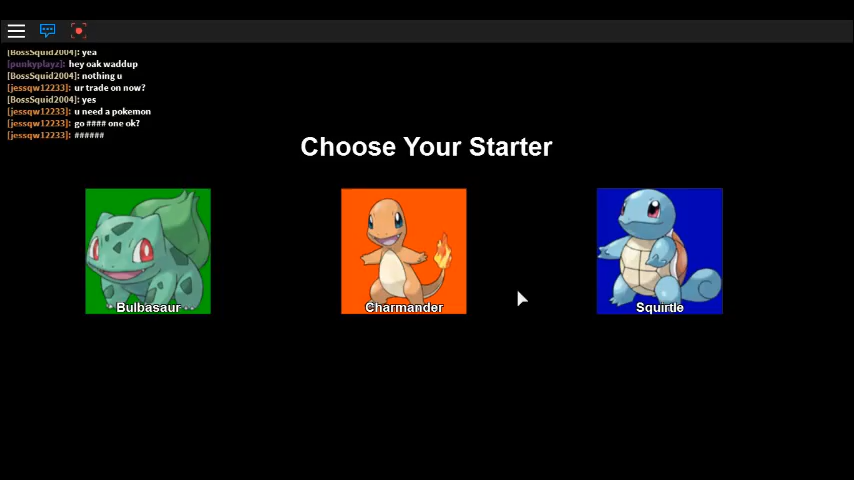 [BossSquid2004]: yea
[punkyplayz]: hey oak waddup
[BossSquid2004]: nothing u
[jessqw12233]: ur trade on now?
[BossSquid2004]: yes
[jessqw12233]: u need a pokemon
[jessqw12233]: go #### one ok?
[jessqw12233]: ######
Choose Your Starter
Bulbasaur
Charmander
Squirtle